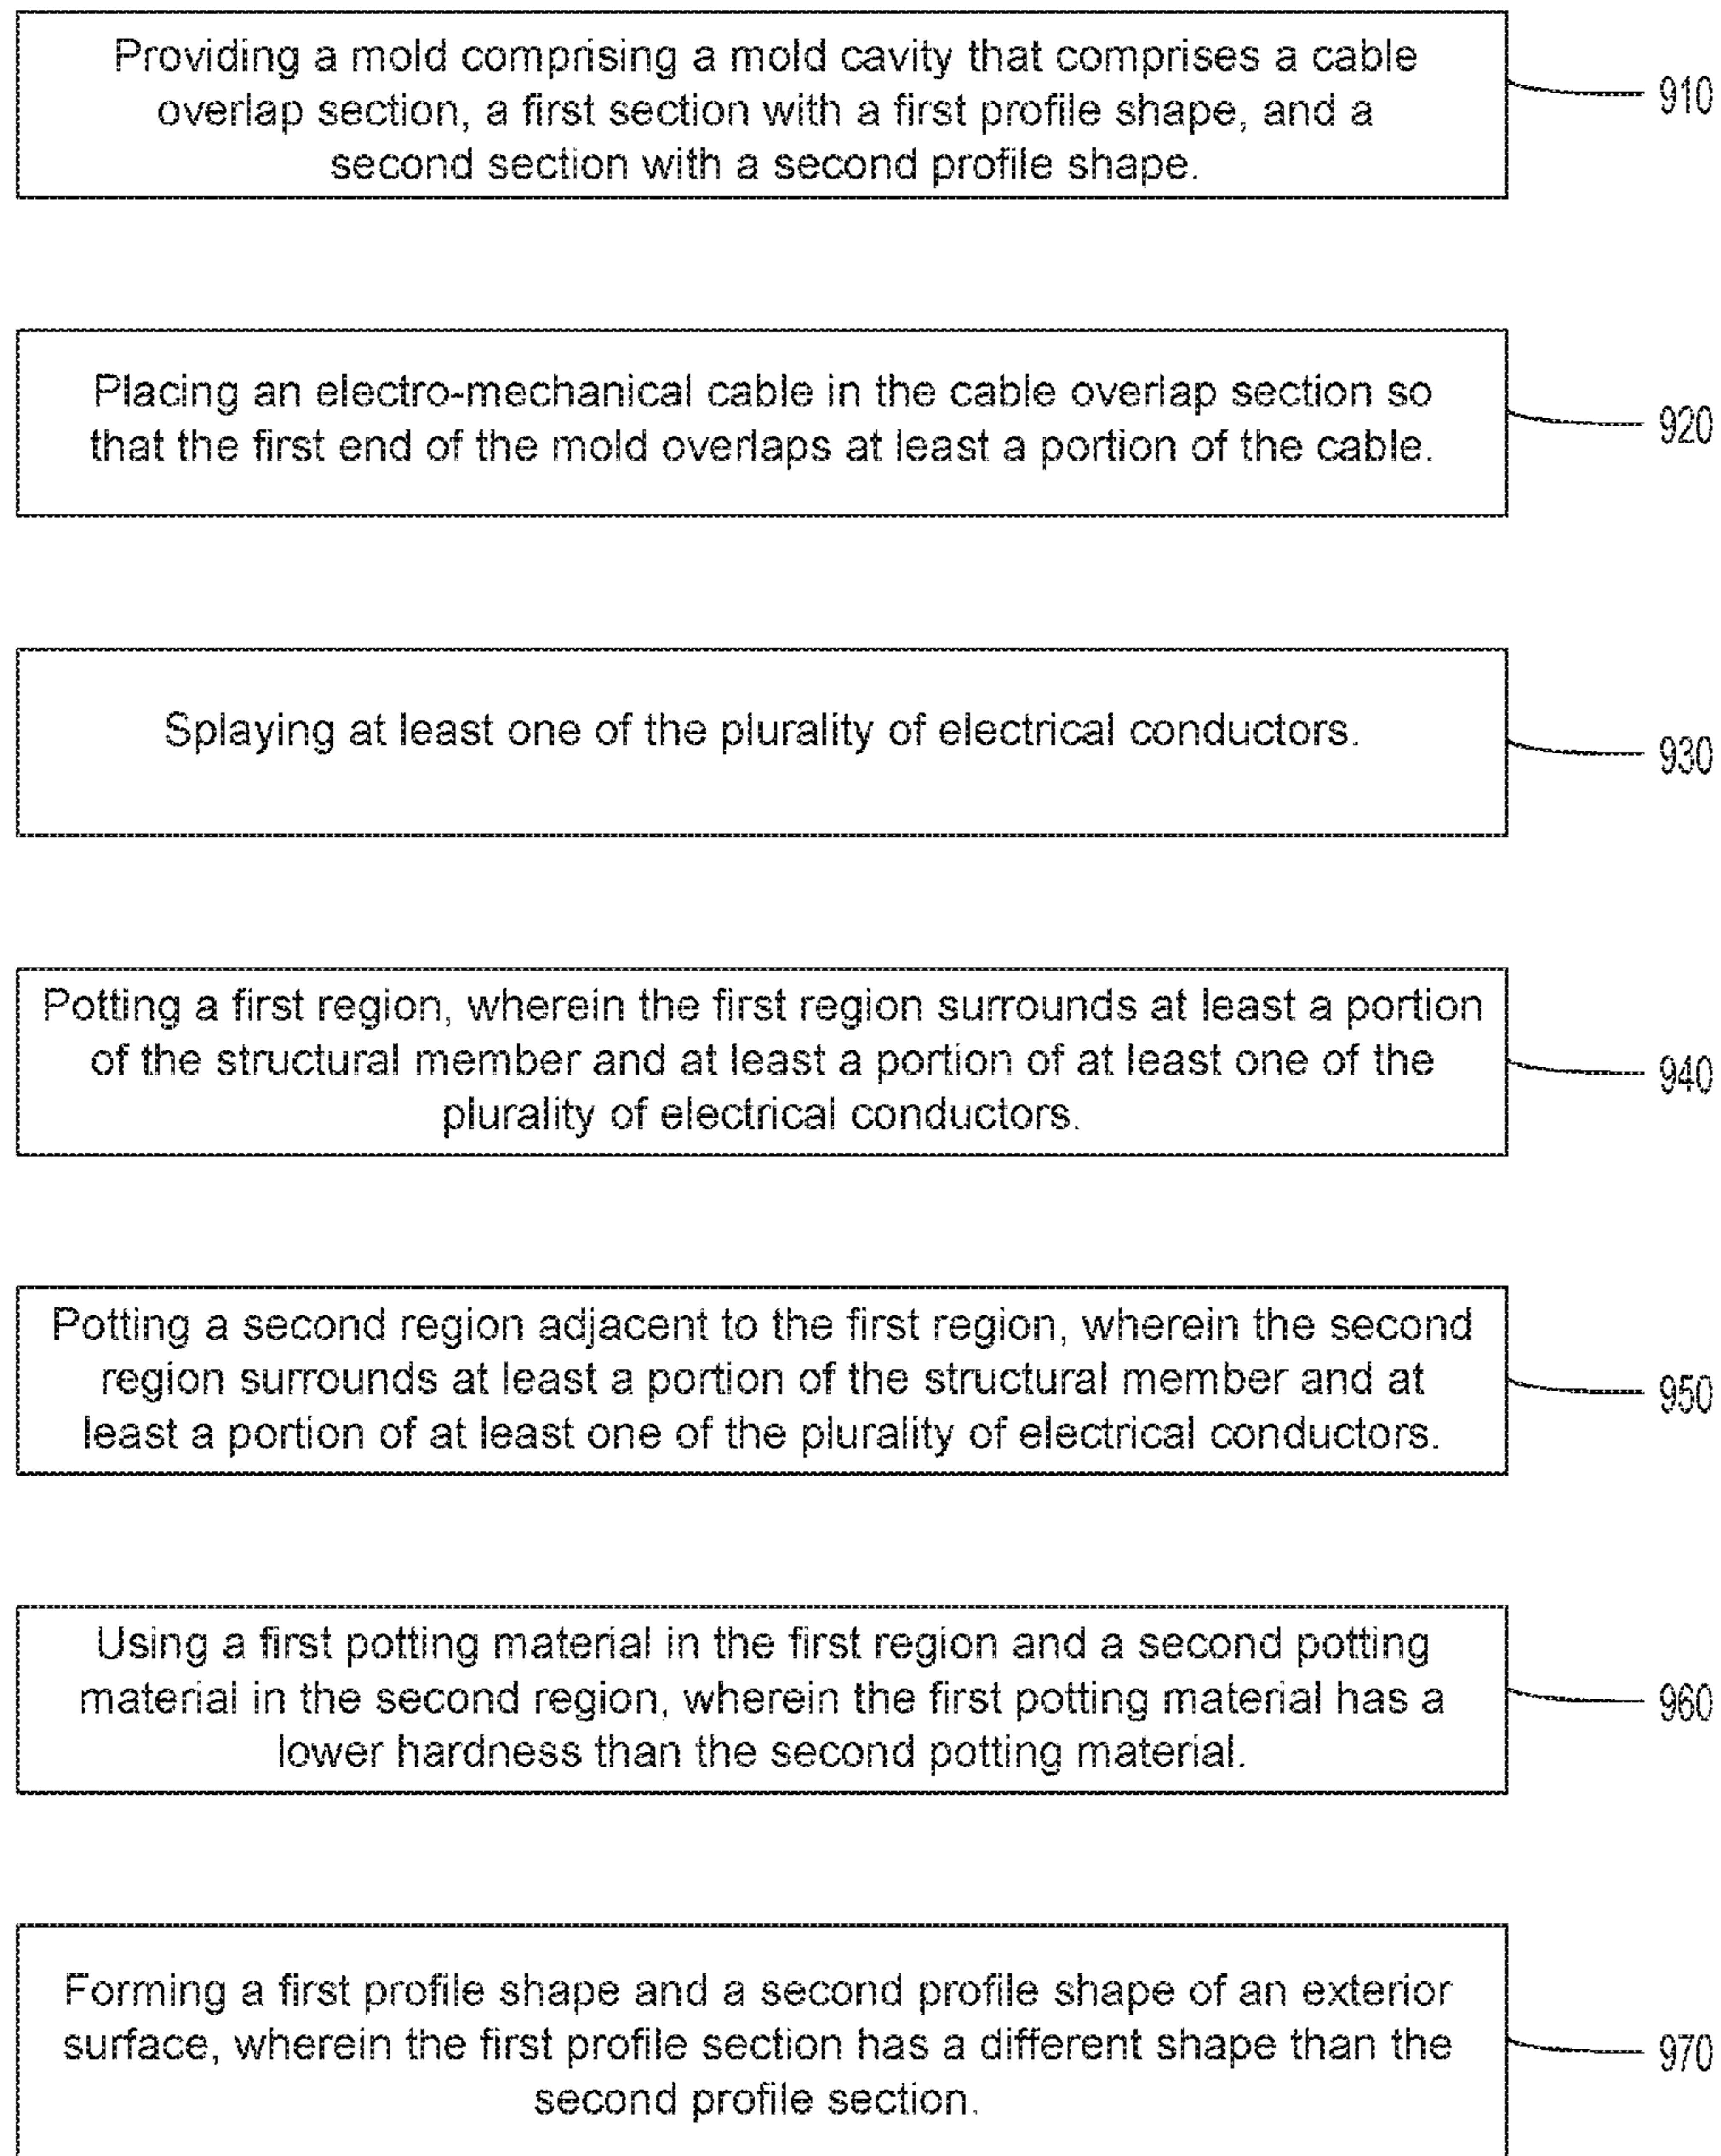 Providing a mold comprising a mold cavity that comprises a cable
overlap section, a first section with a first profile shape, and a
second section with a second profile shape.
910
Placing an electro-mechanical cable in the cable overlap section so
that the first end of the mold overlaps at least a portion of the cable.
920
Splaying at least one of the plurality of electrical conductors.
930
Potting a first region, wherein the first region surrounds at least a portion
of the structural member and at least a portion of at least one of the
plurality of electrical conductors.
940
Potting a second region adjacent to the first region, wherein the second
region surrounds at least a portion of the structural member and at
least a portion of at least one of the plurality of electrical conductors.
950
Using a first potting material in the first region and a second potting
material in the second region, wherein the first potting material has a
lower hardness than the second potting material.
960
Forming a first profile shape and a second profile shape of an exterior
surface, wherein the first profile section has a different shape than the
second profile section.
970